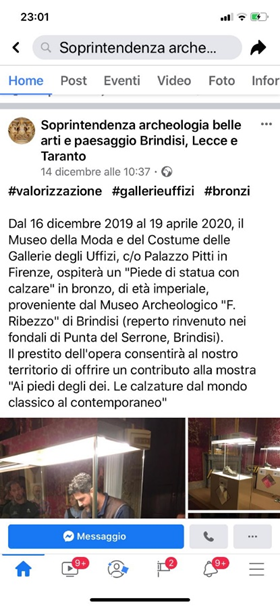 23:01
Soprintendenza arche...
Home Post Eventi Video Foto Infor
Soprintendenza archeologia belle
arti e paesaggio Brindisi, Lecce e
Taranto
14 dicembre alle 10:37 ·
#valorizzazione #gallerieuffizi #bronzi
Dal 16 dicembre 2019 al 19 aprile 2020, il
Museo della Moda e del Costume delle
Gallerie degli Uffizi, c/o Palazzo Pitti in
Firenze, ospiterà un "Piede di statua con
calzare" in bronzo, di età imperiale,
proveniente dal Museo Archeologico "F.
Ribezzo" di Brindisi (reperto rinvenuto nei
fondali di Punta del Serrone, Brindisi).
Il prestito dell'opera consentirà al nostro
territorio di offrire un contributo alla mostra
"Ai piedi degli dei. Le calzature dal mondo
classico al contemporaneo"
Messaggio
9+ 2 9+